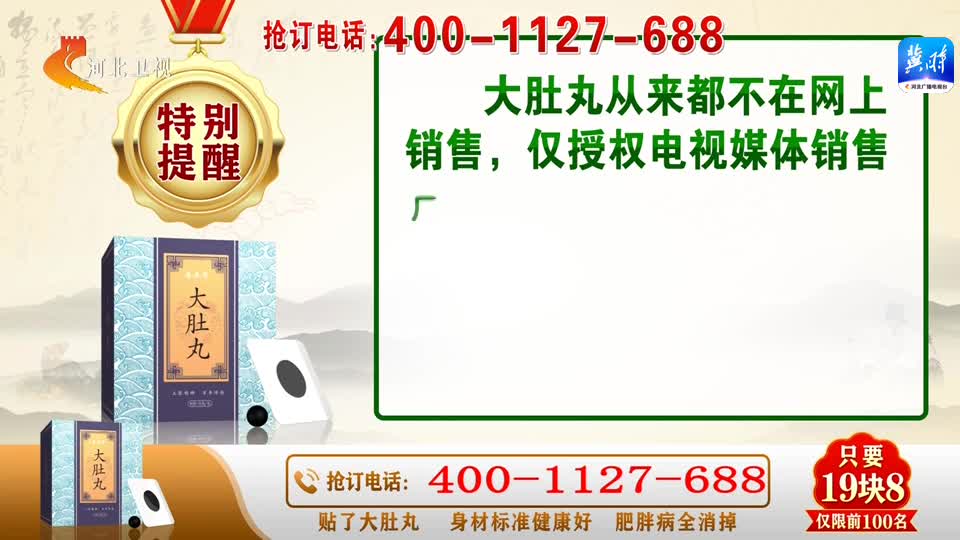 抢订电话:400-1127-688
河北卫视
冀时
河北广播电视台
特别
提醒
大肚丸从来都不在网上
销售，仅授权电视媒体销售
厂
大肚丸
大肚丸
抢订电话: 400-1127-688
贴了大肚丸 身材标准健康好 肥胖病全消掉
只要
19块8
仅限前100名